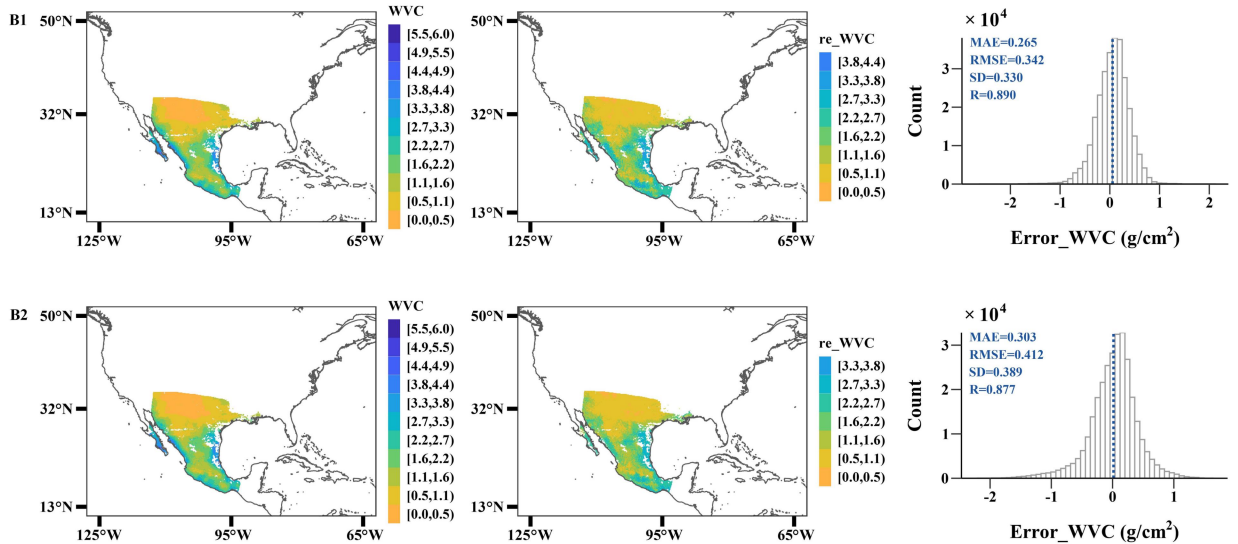 B1
50°N
32°N
13°N
125°W
95°W
65°W
WVC
[5.5,6.0)
[4.9,5.5)
[4.4,4.9)
[3.8,4.4)
[3.3,3.8)
[2.7,3.3)
[2.2,2.7)
[1.6,2.2)
[1.1,1.6)
[0.5,1.1)
[0.0,0.5)
50°N
32°N
13°N
125°W
95°W
65°W
re_WVC
[3.8,4.4)
[3.3,3.8)
[2.7,3.3)
[2.2,2.7)
[1.6,2.2)
[1.1,1.6)
[0.5,1.1)
[0.0,0.5)
× 10⁴
MAE=0.265
RMSE=0.342
SD=0.330
R=0.890
Count
3
2
1
0
-2
-1
0
1
2
Error_WVC (g/cm²)
B2
50°N
32°N
13°N
125°W
95°W
65°W
WVC
[5.5,6.0)
[4.9,5.5)
[4.4,4.9)
[3.8,4.4)
[3.3,3.8)
[2.7,3.3)
[2.2,2.7)
[1.6,2.2)
[1.1,1.6)
[0.5,1.1)
[0.0,0.5)
50°N
32°N
13°N
125°W
95°W
65°W
re_WVC
[3.3,3.8)
[2.7,3.3)
[2.2,2.7)
[1.6,2.2)
[1.1,1.6)
[0.5,1.1)
[0.0,0.5)
× 10⁴
MAE=0.303
RMSE=0.412
SD=0.389
R=0.877
Count
3
2
1
0
-2
-1
0
1
Error_WVC (g/cm²)